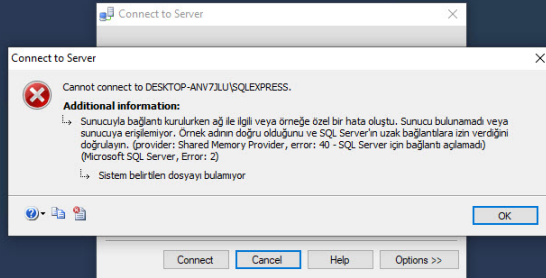 Connect to Server
Connect to Server
Cannot connect to DESKTOP-ANV7JLU\SQLEXPRESS.
Additional information:
Sunucuyla bağlantı kurulurken ağ ile ilgili veya örneğe özel bir hata oluştu. Sunucu bulunamadı veya
sunucuya erişilemiyor. Örnek adının doğru olduğunu ve SQL Server'ın uzak bağlantılara izin verdiğini
doğrulayın. (provider: Shared Memory Provider, error: 40 - SQL Server için bağlantı açılamadı)
(Microsoft SQL Server, Error: 2)
Sistem belirtilen dosyayı bulamıyor
OK
Connect Cancel Help Options >>